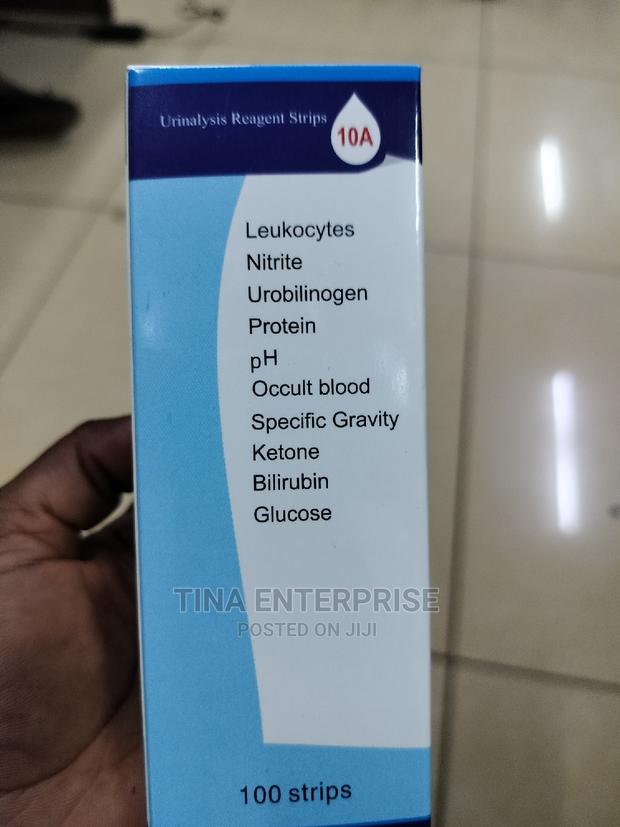 Urinalysis Reagent Strips
10A
Leukocytes
Nitrite
Urobilinogen
Protein
pH
Occult blood
Specific Gravity
Ketone
Bilirubin
Glucose
TINA ENTERPRISE
POSTED ON JIJI
100 strips